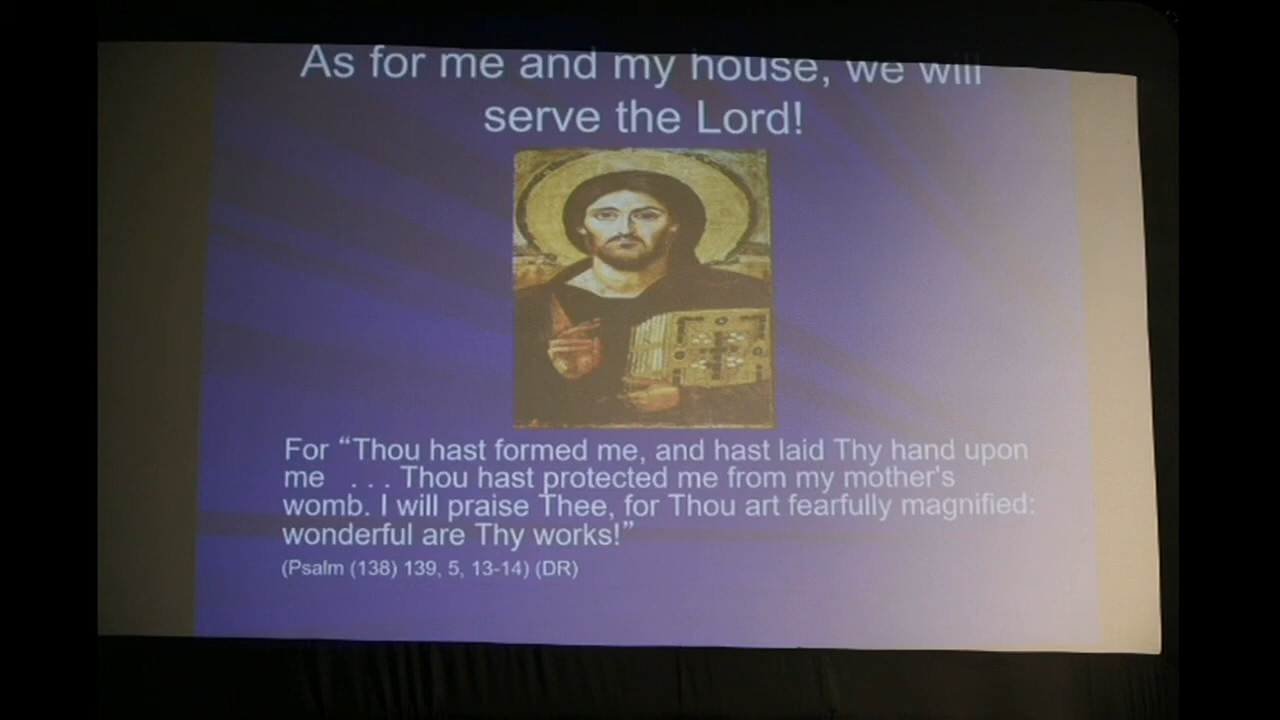 As for me and my house, we will
serve the Lord!
For “Thou hast formed me, and hast laid Thy hand upon
me . . . Thou hast protected me from my mother's
womb. I will praise Thee, for Thou art fearfully magnified:
wonderful are Thy works!”
(Psalm (138) 139, 5, 13-14) (DR)